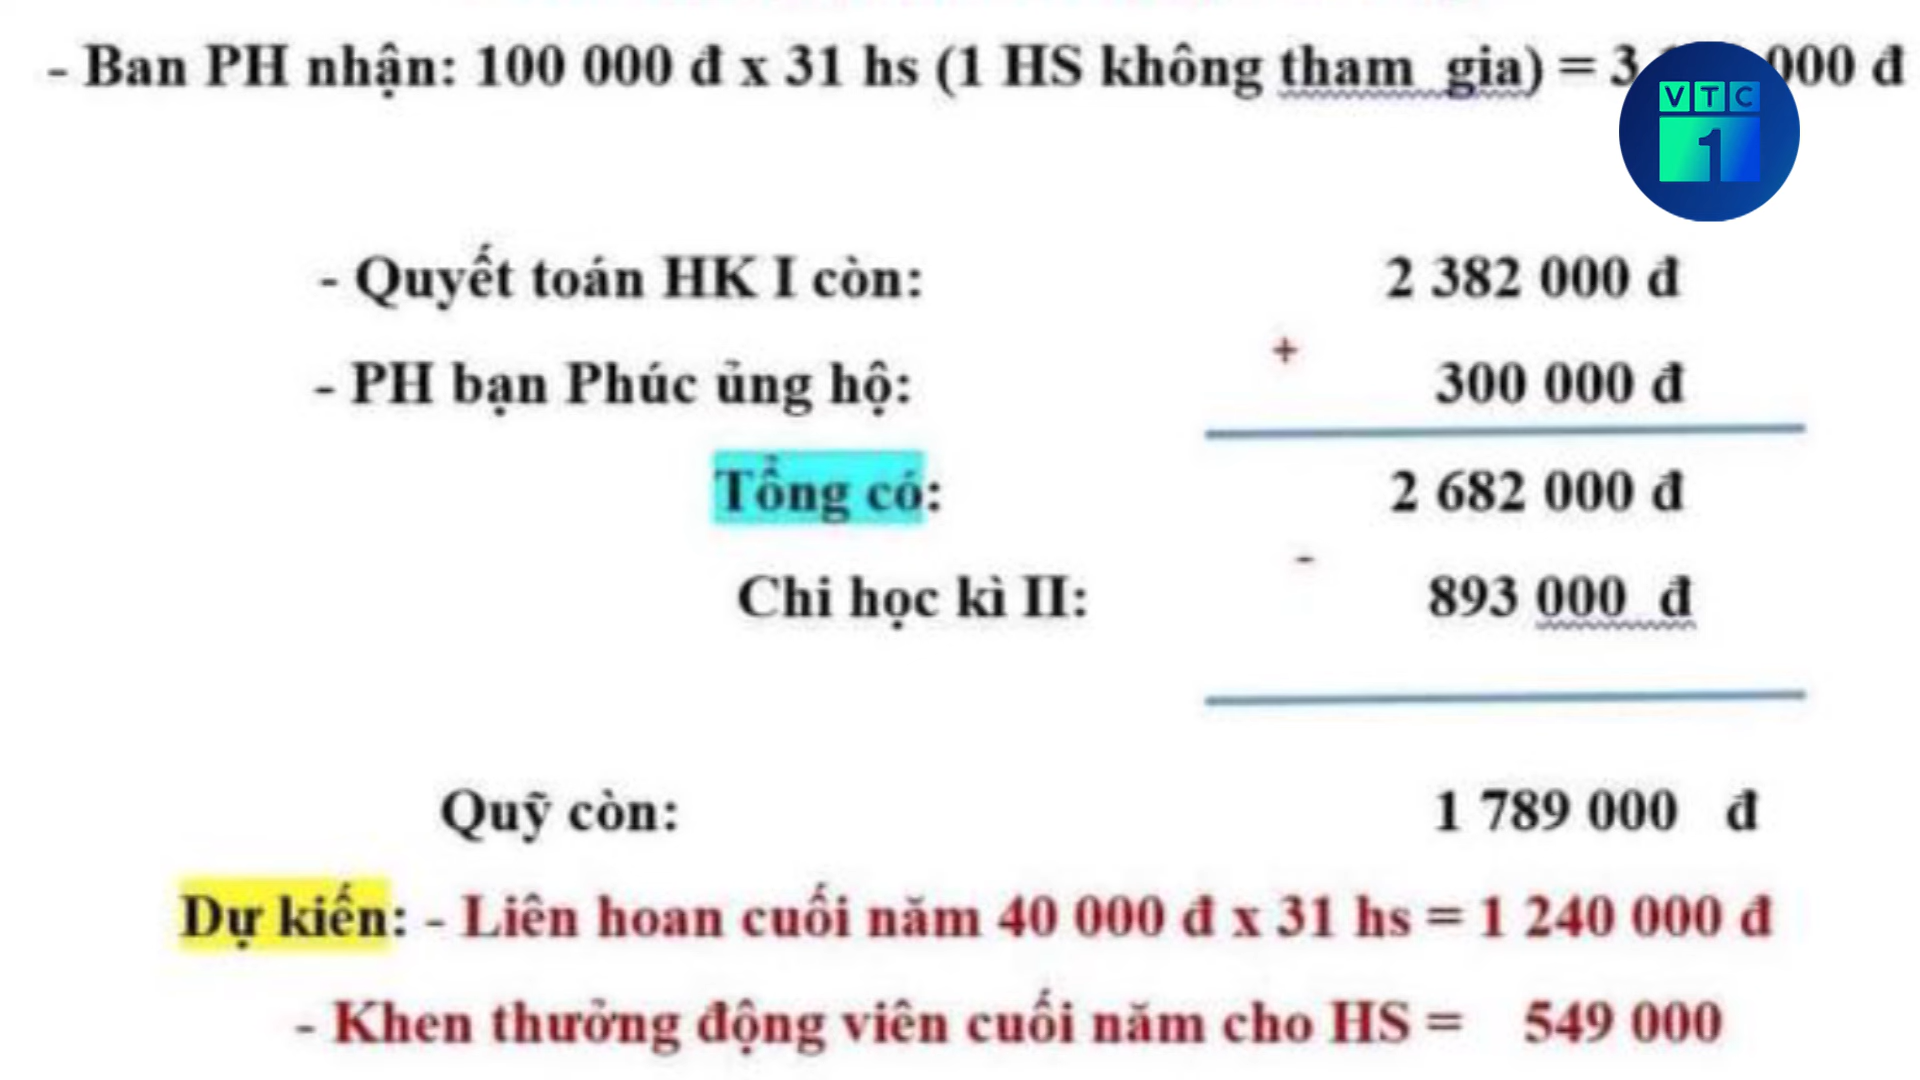 - Ban PH nhận: 100 000 đ x 31 hs (1 HS không tham gia) = 3 000 đ
VTC
1
- Quyết toán HK I còn: 2 382 000 đ
+
- PH bạn Phúc ủng hộ: 300 000 đ
Tổng có: 2 682 000 đ
-
Chi học kì II: 893 000 đ
Quỹ còn: 1 789 000 đ
Dự kiến: - Liên hoan cuối năm 40 000 đ x 31 hs = 1 240 000 đ
- Khen thưởng động viên cuối năm cho HS = 549 000